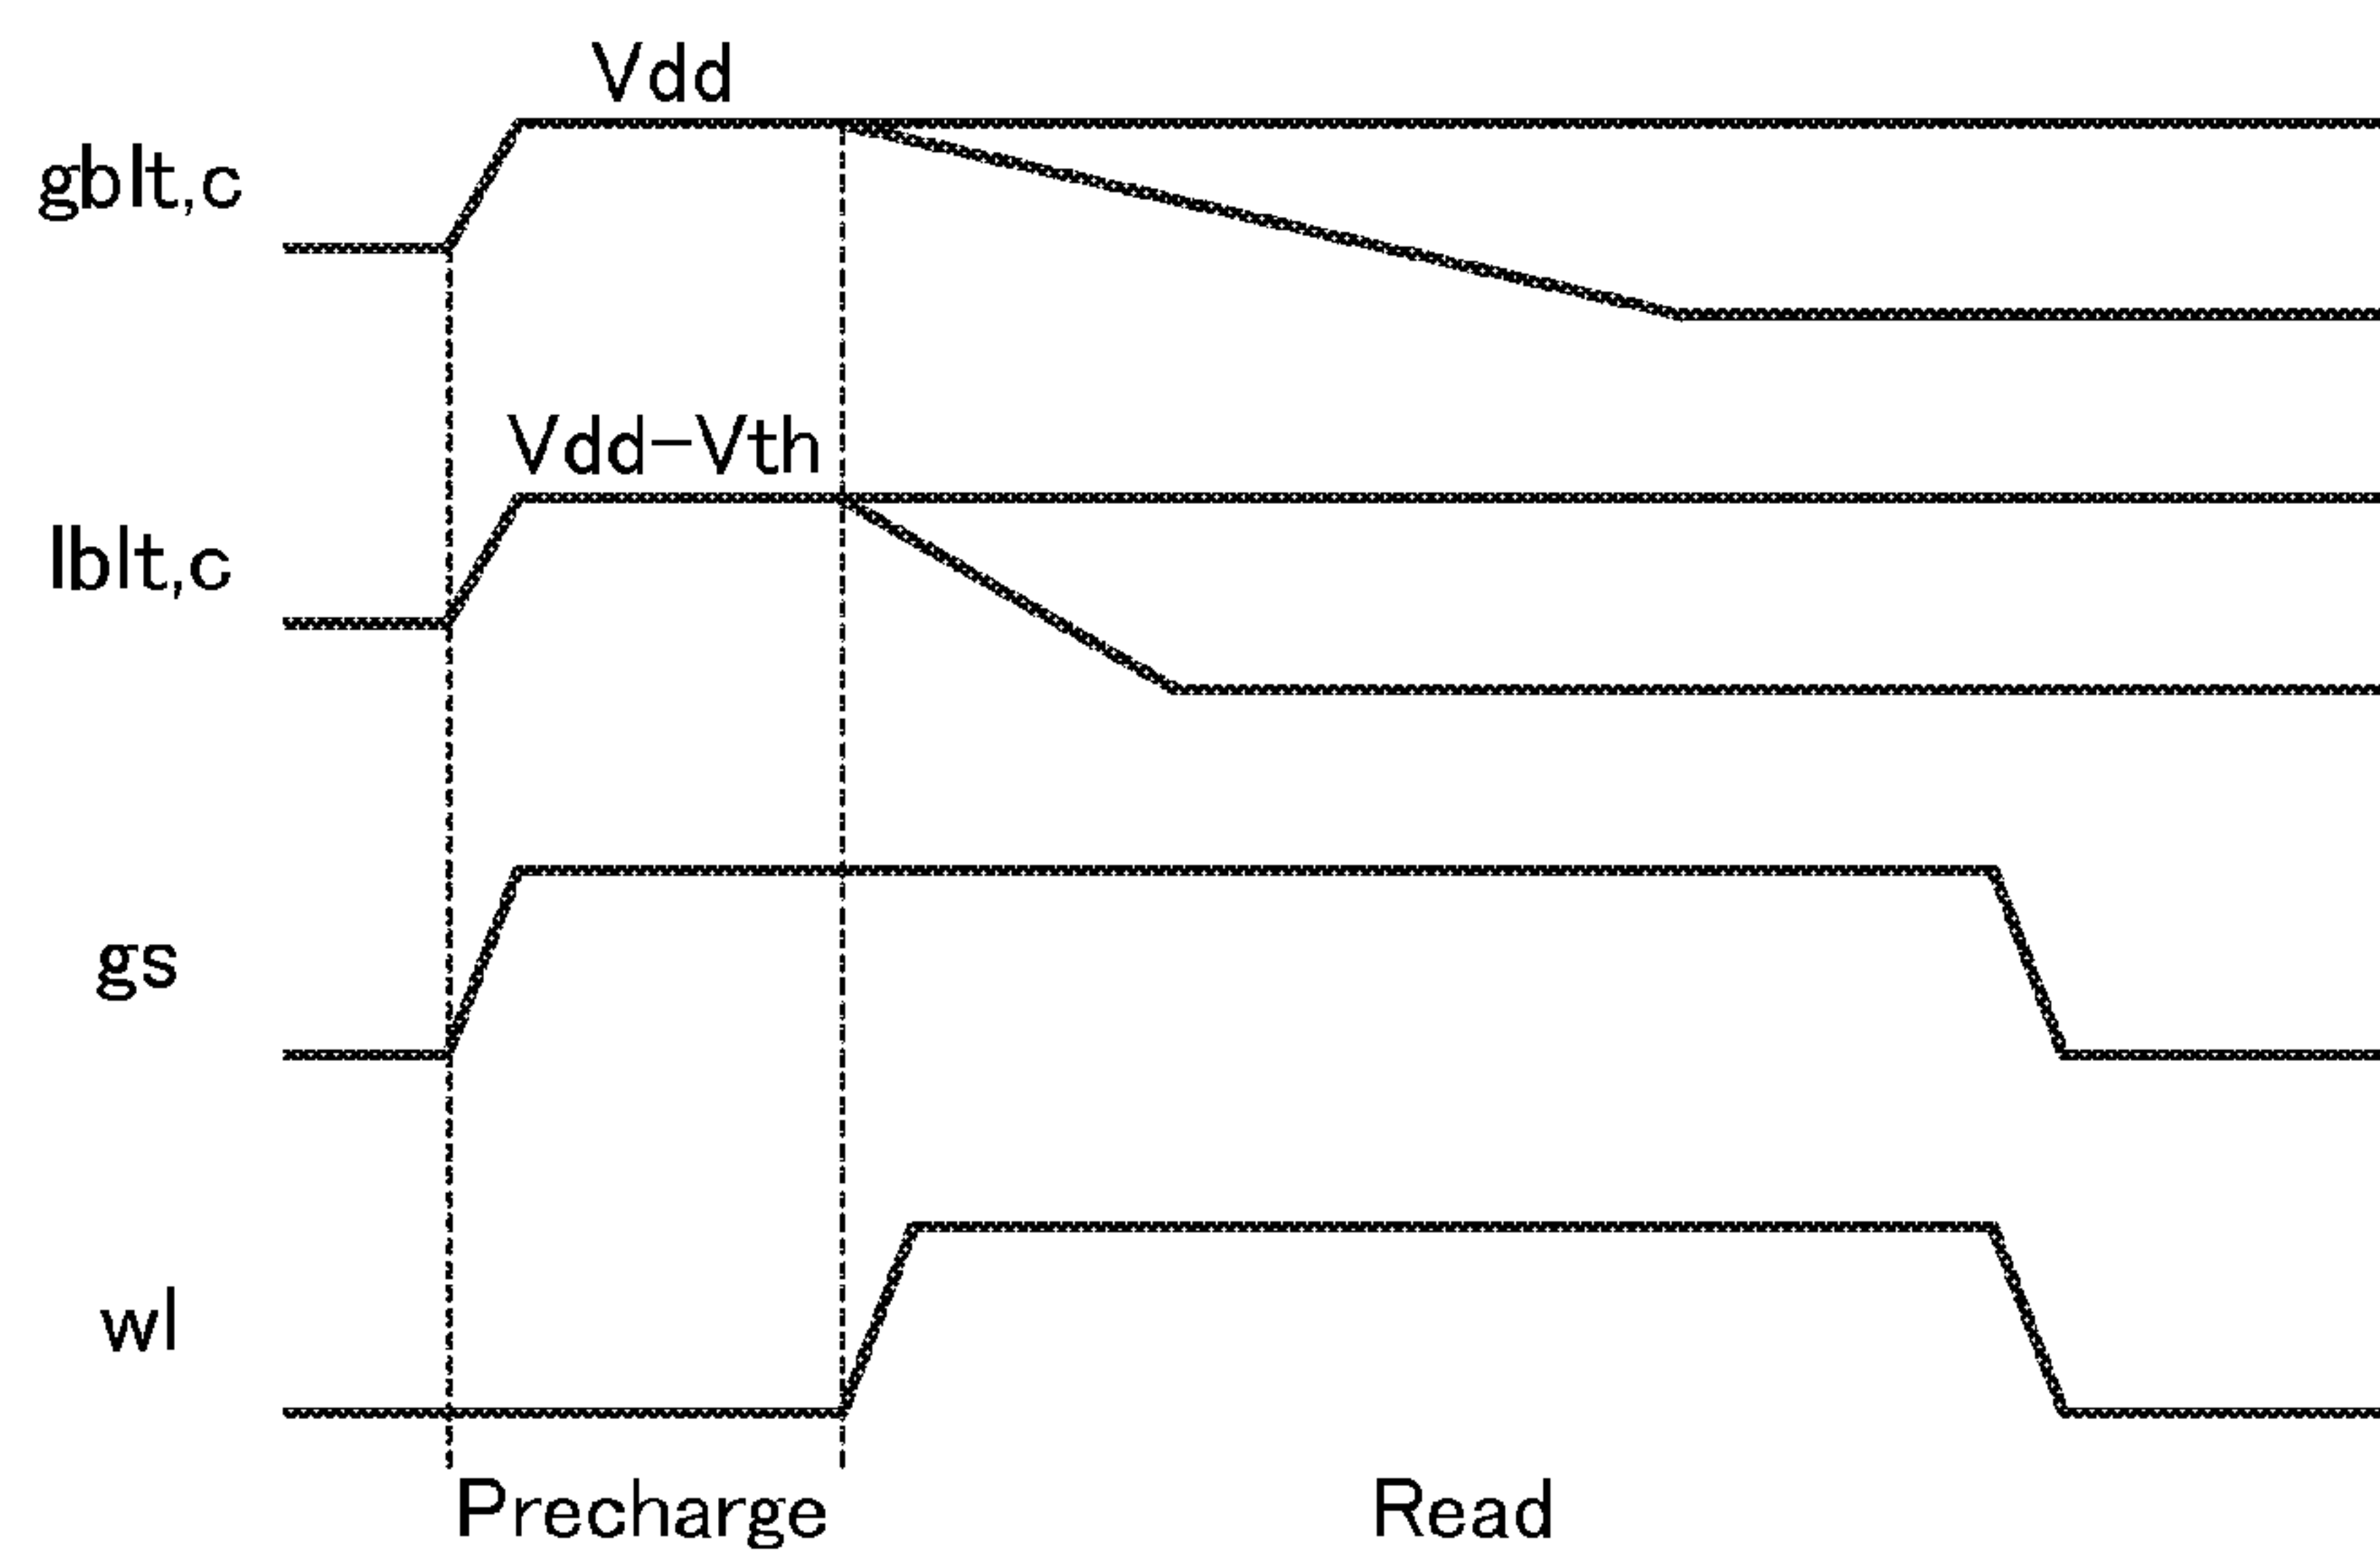 Vdd
gblt,c
Vdd-Vth
lblt,c
gs
wl
Precharge Read